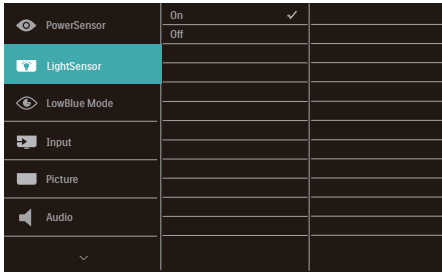 PowerSensor
On
Off
LightSensor
LowBlue Mode
Input
Picture
Audio